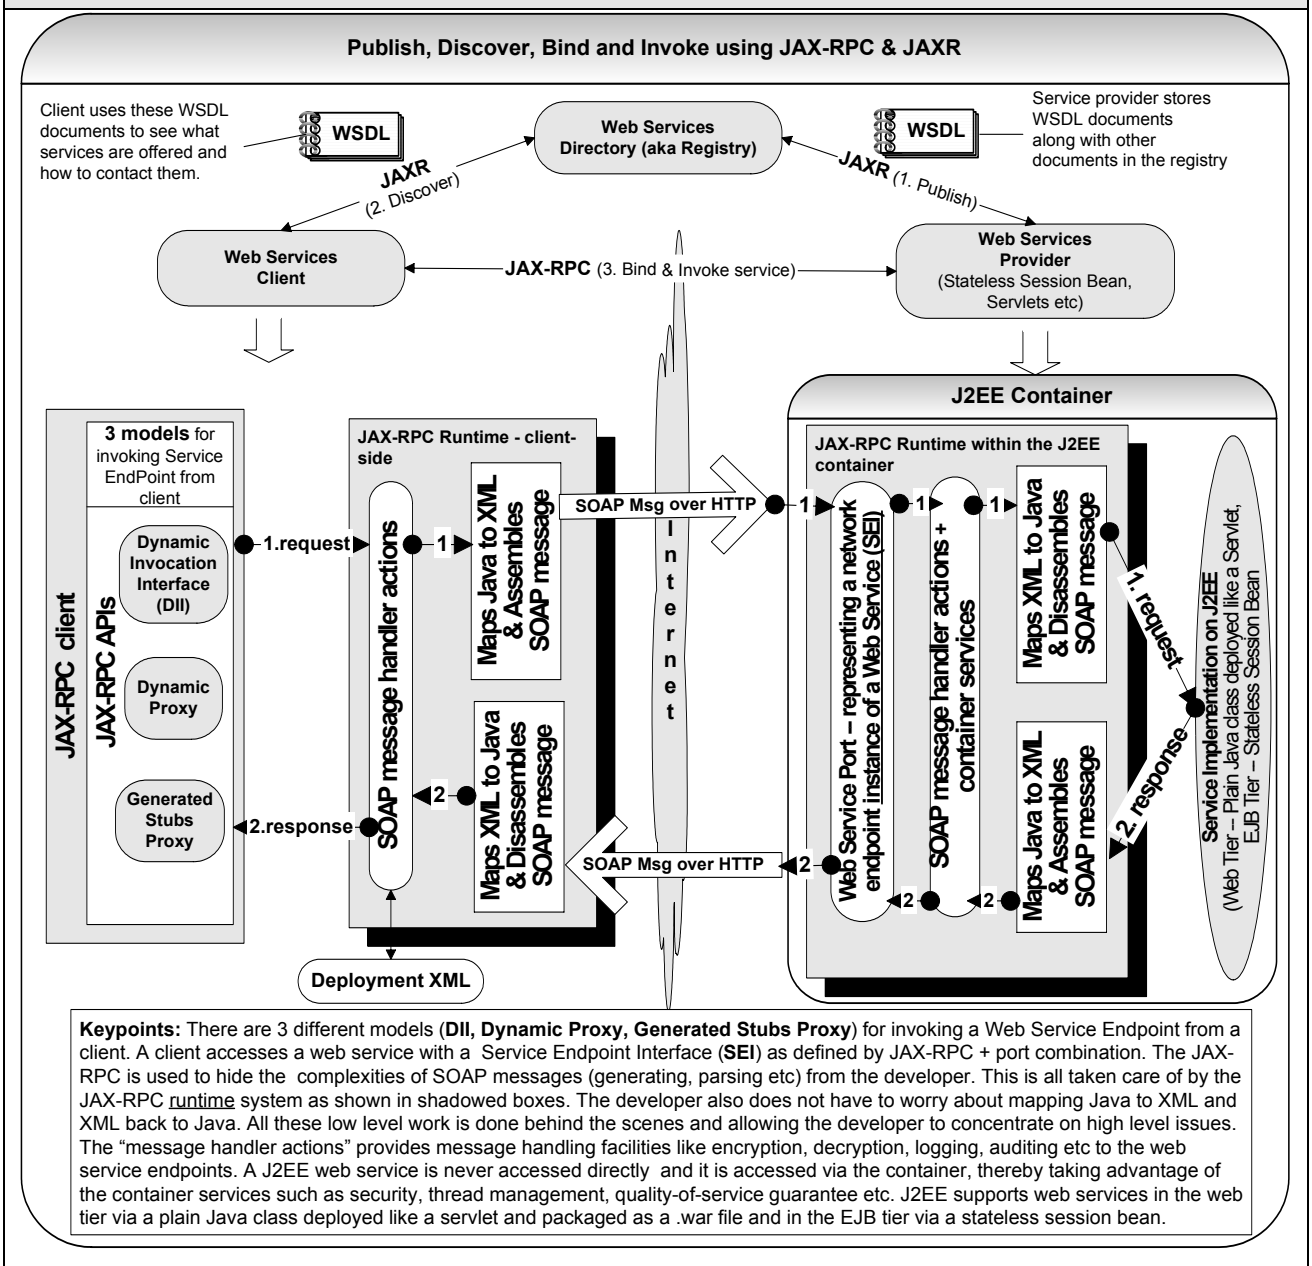 Publish, Discover, Bind and Invoke using JAX-RPC & JAXR
Client uses these WSDL
documents to see what
services are offered and
how to contact them.
WSDL
Web Services
Directory (aka Registry)
WSDL
Service provider stores
WSDL documents
along with other
documents in the registry
JAXR
(2. Discover)
JAXR (1. Publish)
Web Services
Client
JAX-RPC (3. Bind & Invoke service)
Web Services
Provider
(Stateless Session Bean,
Servlets etc)
J2EE Container
JAX-RPC client
JAX-RPC APIs
3 models for
invoking Service
EndPoint from
client
Dynamic
Invocation
Interface
(DII)
Dynamic
Proxy
Generated
Stubs
Proxy
1.request
2.response
JAX-RPC Runtime - client-
side
SOAP message handler actions
1
Maps Java to XML
& Assembles
SOAP message
2
Maps XML to Java
& Disassembles
SOAP message
Deployment XML
SOAP Msg over HTTP
SOAP Msg over HTTP
Internet
JAX-RPC Runtime within the J2EE
container
1
Web Service Port – representing a network
endpoint instance of a Web Service (SEI)
1
SOAP message handler actions +
container services
1
Maps XML to Java
& Disassembles
SOAP message
1. request
Service Implementation on J2EE
(Web Tier – Plain Java class deployed like a Servlet,
EJB Tier – Stateless Session Bean
2. response
Maps Java to XML
& Assembles
SOAP message
2
2
2
Keypoints: There are 3 different models (DII, Dynamic Proxy, Generated Stubs Proxy) for invoking a Web Service Endpoint from a
client. A client accesses a web service with a Service Endpoint Interface (SEI) as defined by JAX-RPC + port combination. The JAX-
RPC is used to hide the complexities of SOAP messages (generating, parsing etc) from the developer. This is all taken care of by the
JAX-RPC runtime system as shown in shadowed boxes. The developer also does not have to worry about mapping Java to XML and
XML back to Java. All these low level work is done behind the scenes and allowing the developer to concentrate on high level issues.
The “message handler actions” provides message handling facilities like encryption, decryption, logging, auditing etc to the web
service endpoints. A J2EE web service is never accessed directly and it is accessed via the container, thereby taking advantage of
the container services such as security, thread management, quality-of-service guarantee etc. J2EE supports web services in the web
tier via a plain Java class deployed like a servlet and packaged as a .war file and in the EJB tier via a stateless session bean.